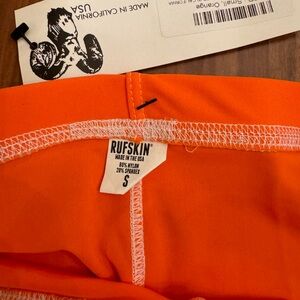 MADE IN CALIFORNIA
USA
Small: Orange
RUFSKIN®
MADE IN THE USA
80% NYLON
20% SPANDEX
S